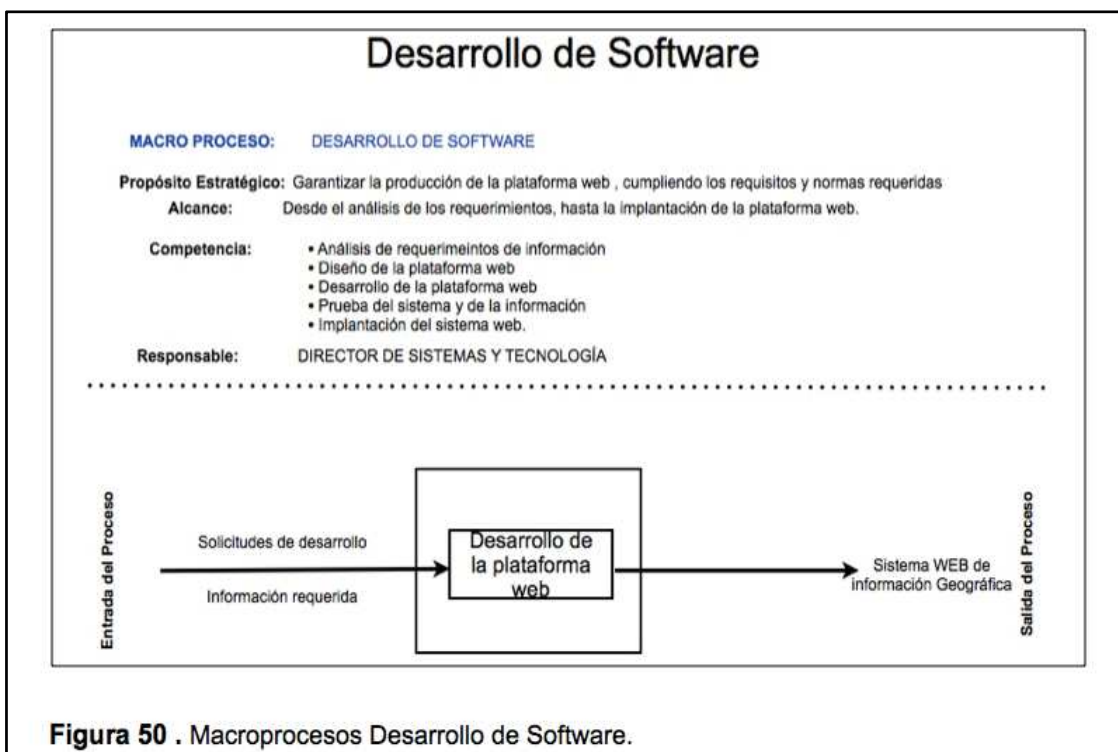 Desarrollo de Software
MACRO PROCESO: DESARROLLO DE SOFTWARE
Propósito Estratégico: Garantizar la producción de la plataforma web , cumpliendo los requisitos y normas requeridas
Alcance: Desde el análisis de los requerimientos, hasta la implantación de la plataforma web.
Competencia: • Análisis de requerimeintos de información
• Diseño de la plataforma web
• Desarrollo de la plataforma web
• Prueba del sistema y de la información
• Implantación del sistema web.
Responsable: DIRECTOR DE SISTEMAS Y TECNOLOGÍA
Entrada del Proceso
Solicitudes de desarrollo
Información requerida
Desarrollo de
la plataforma
web
Sistema WEB de
información Geográfica
Salida del Proceso
Figura 50 . Macroprocesos Desarrollo de Software.